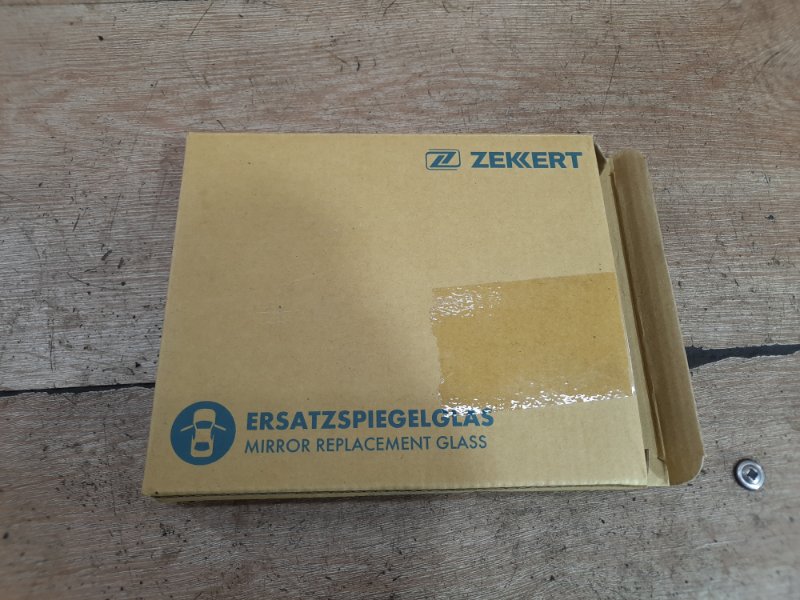 ZEKKERT
ERSATZSPIEGELGLAS
MIRROR REPLACEMENT GLASS